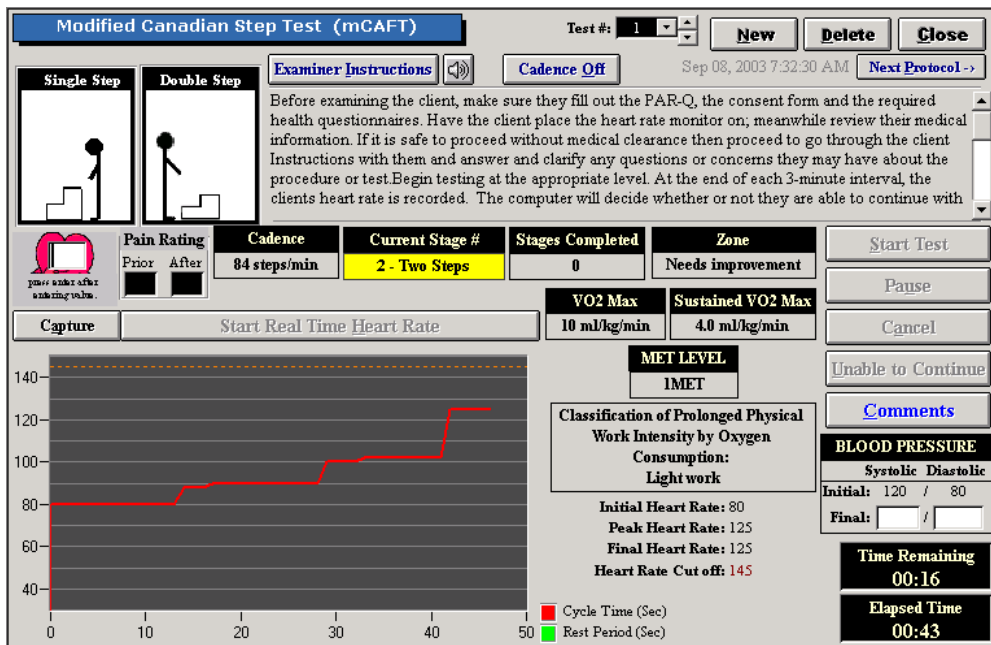 Modified Canadian Step Test (mCAFT)
Test #: 1
New
Delete
Close
Single Step
Double Step
Examiner Instructions
Cadence Off
Sep 08, 2003 7:32:30 AM
Next Protocol ->
Before examining the client, make sure they fill out the PAR-Q, the consent form and the required
health questionnaires. Have the client place the heart rate monitor on; meanwhile review their medical
information. If it is safe to proceed without medical clearance then proceed to go through the client
Instructions with them and answer and clarify any questions or concerns they may have about the
procedure or test.Begin testing at the appropriate level. At the end of each 3-minute interval, the
clients heart rate is recorded. The computer will decide whether or not they are able to continue with
press enter after
entering value.
Pain Rating
Prior After
Cadence
84 steps/min
Current Stage #
2 - Two Steps
Stages Completed
0
Zone
Needs improvement
Start Test
Pause
Cancel
Unable to Continue
Comments
VO2 Max
10 ml/kg/min
Sustained VO2 Max
4.0 ml/kg/min
Capture
Start Real Time Heart Rate
MET LEVEL
1MET
Classification of Prolonged Physical
Work Intensity by Oxygen
Consumption:
Light work
Initial Heart Rate: 80
Peak Heart Rate: 125
Final Heart Rate: 125
Heart Rate Cut off: 145
BLOOD PRESSURE
Systolic Diastolic
Initial: 120 / 80
Final: /
Time Remaining
00:16
Elapsed Time
00:43
140
120
100
80
60
40
0 10 20 30 40 50
Cycle Time (Sec)
Rest Period (Sec)